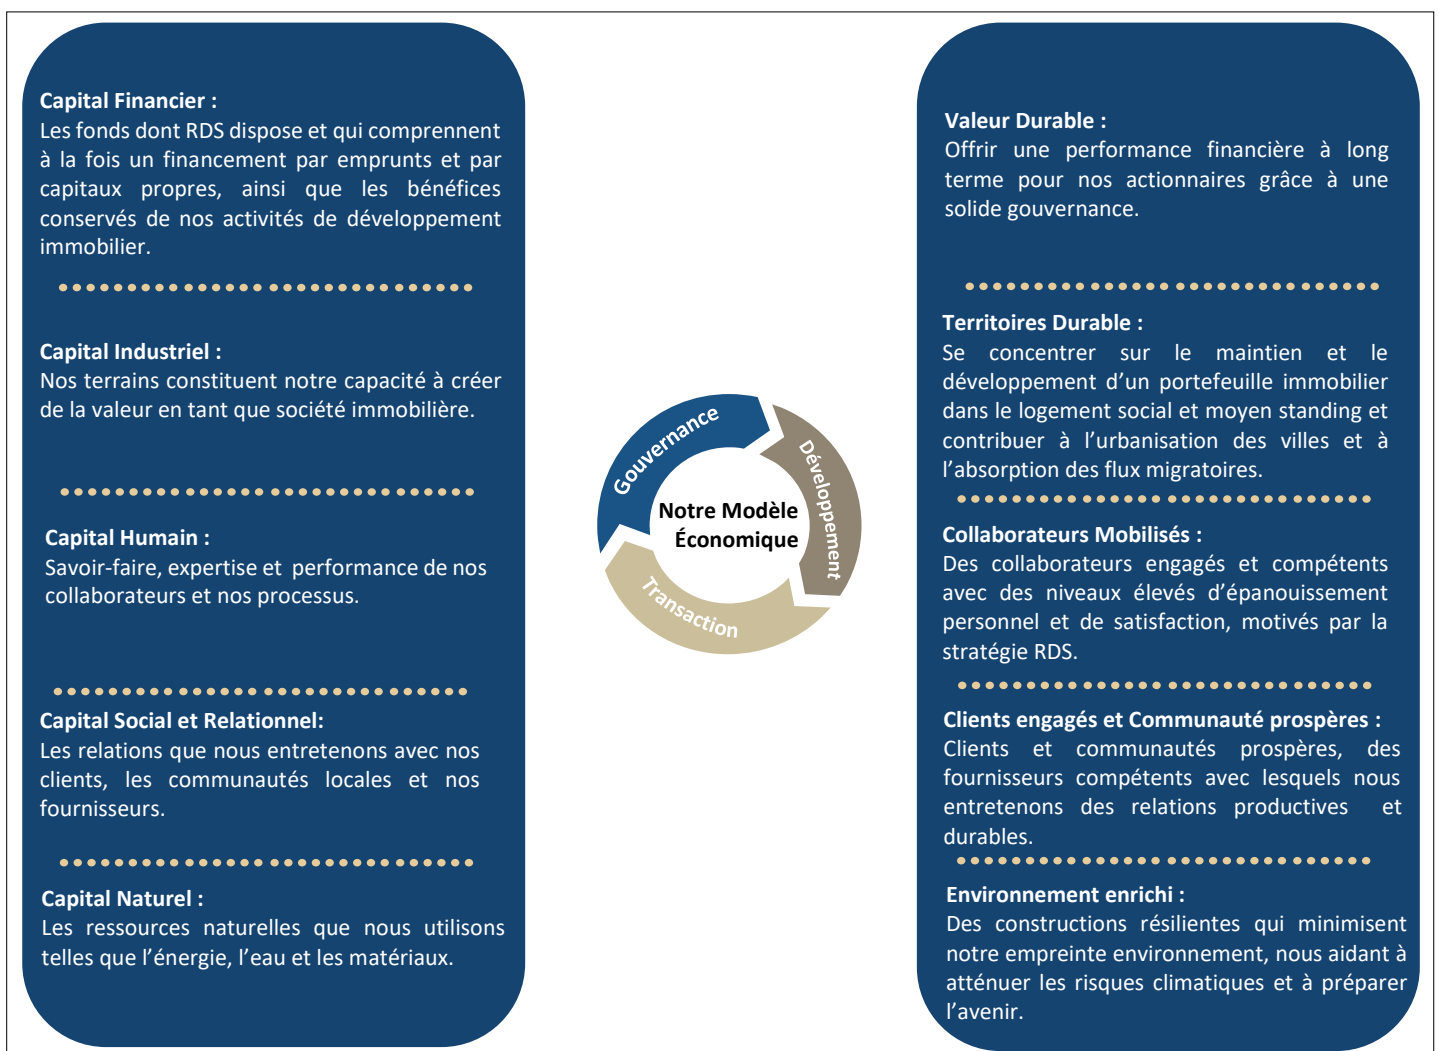 Capital Financier :
Les fonds dont RDS dispose et qui comprennent
à la fois un financement par emprunts et par
capitaux propres, ainsi que les bénéfices
conservés de nos activités de développement
immobilier.
Capital Industriel :
Nos terrains constituent notre capacité à créer
de la valeur en tant que société immobilière.
Capital Humain :
Savoir-faire, expertise et performance de nos
collaborateurs et nos processus.
Capital Social et Relationnel:
Les relations que nous entretenons avec nos
clients, les communautés locales et nos
fournisseurs.
Capital Naturel :
Les ressources naturelles que nous utilisons
telles que l’énergie, l’eau et les matériaux.
Gouvernance
Développement
Transaction
Notre Modèle
Économique
Valeur Durable :
Offrir une performance financière à long
terme pour nos actionnaires grâce à une
solide gouvernance.
Territoires Durable :
Se concentrer sur le maintien et le
développement d’un portefeuille immobilier
dans le logement social et moyen standing et
contribuer à l’urbanisation des villes et à
l’absorption des flux migratoires.
Collaborateurs Mobilisés :
Des collaborateurs engagés et compétents
avec des niveaux élevés d’épanouissement
personnel et de satisfaction, motivés par la
stratégie RDS.
Clients engagés et Communauté prospères :
Clients et communautés prospères, des
fournisseurs compétents avec lesquels nous
entretenons des relations productives et
durables.
Environnement enrichi :
Des constructions résilientes qui minimisent
notre empreinte environnement, nous aidant à
atténuer les risques climatiques et à préparer
l’avenir.